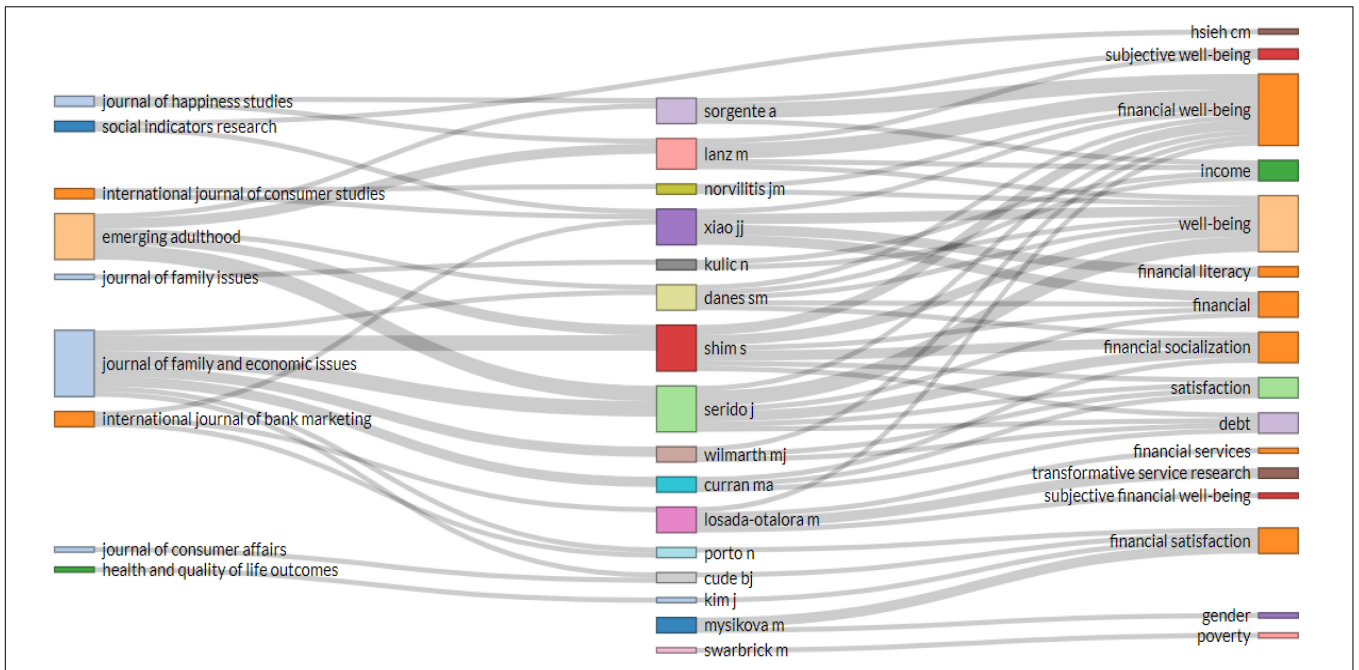 journal of happiness studies
social indicators research
international journal of consumer studies
emerging adulthood
journal of family issues
journal of family and economic issues
international journal of bank marketing
journal of consumer affairs
health and quality of life outcomes
sorgente a
lanz m
norvilitis jm
xiao jj
kulic n
danes sm
shim s
serido j
wilmarth mj
curran ma
losada-otalora m
porto n
cude bj
kim j
mysikova m
swarbrick m
hsieh cm
subjective well-being
financial well-being
income
well-being
financial literacy
financial
financial socialization
satisfaction
debt
financial services
transformative service research
subjective financial well-being
financial satisfaction
gender
poverty